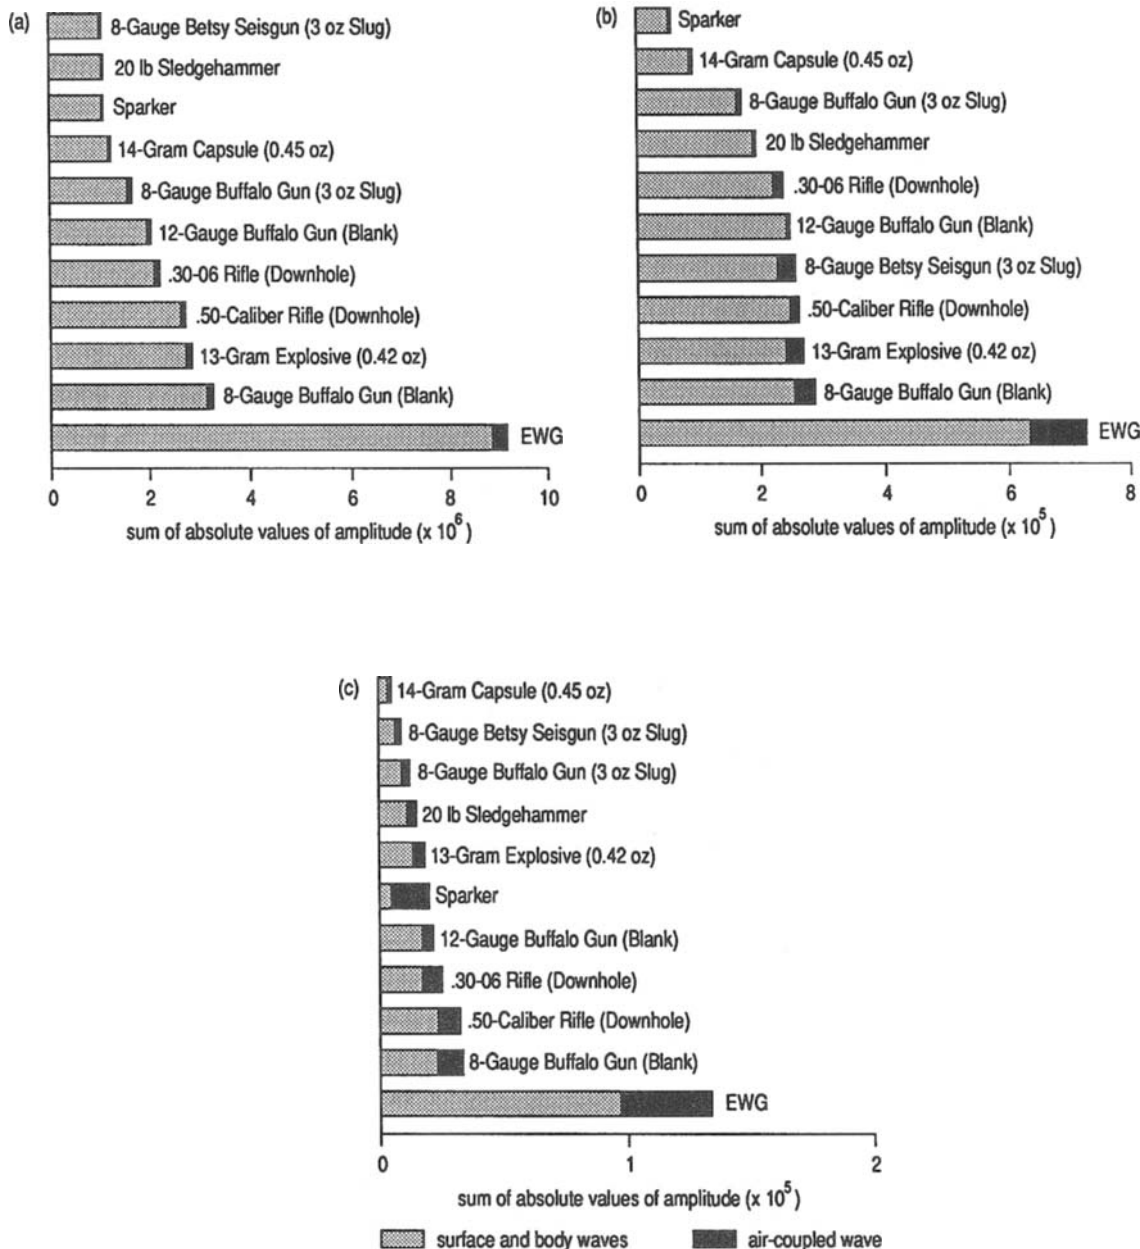 (a)
8-Gauge Betsy Seisgun (3 oz Slug)
20 lb Sledgehammer
Sparker
14-Gram Capsule (0.45 oz)
8-Gauge Buffalo Gun (3 oz Slug)
12-Gauge Buffalo Gun (Blank)
.30-06 Rifle (Downhole)
.50-Caliber Rifle (Downhole)
13-Gram Explosive (0.42 oz)
8-Gauge Buffalo Gun (Blank)
EWG
0 2 4 6 8 10
sum of absolute values of amplitude (x 10^6)
(b)
Sparker
14-Gram Capsule (0.45 oz)
8-Gauge Buffalo Gun (3 oz Slug)
20 lb Sledgehammer
.30-06 Rifle (Downhole)
12-Gauge Buffalo Gun (Blank)
8-Gauge Betsy Seisgun (3 oz Slug)
.50-Caliber Rifle (Downhole)
13-Gram Explosive (0.42 oz)
8-Gauge Buffalo Gun (Blank)
EWG
0 2 4 6 8
sum of absolute values of amplitude (x 10^5)
(c)
14-Gram Capsule (0.45 oz)
8-Gauge Betsy Seisgun (3 oz Slug)
8-Gauge Buffalo Gun (3 oz Slug)
20 lb Sledgehammer
13-Gram Explosive (0.42 oz)
Sparker
12-Gauge Buffalo Gun (Blank)
.30-06 Rifle (Downhole)
.50-Caliber Rifle (Downhole)
8-Gauge Buffalo Gun (Blank)
EWG
0 1 2
sum of absolute values of amplitude (x 10^5)
surface and body waves air-coupled wave